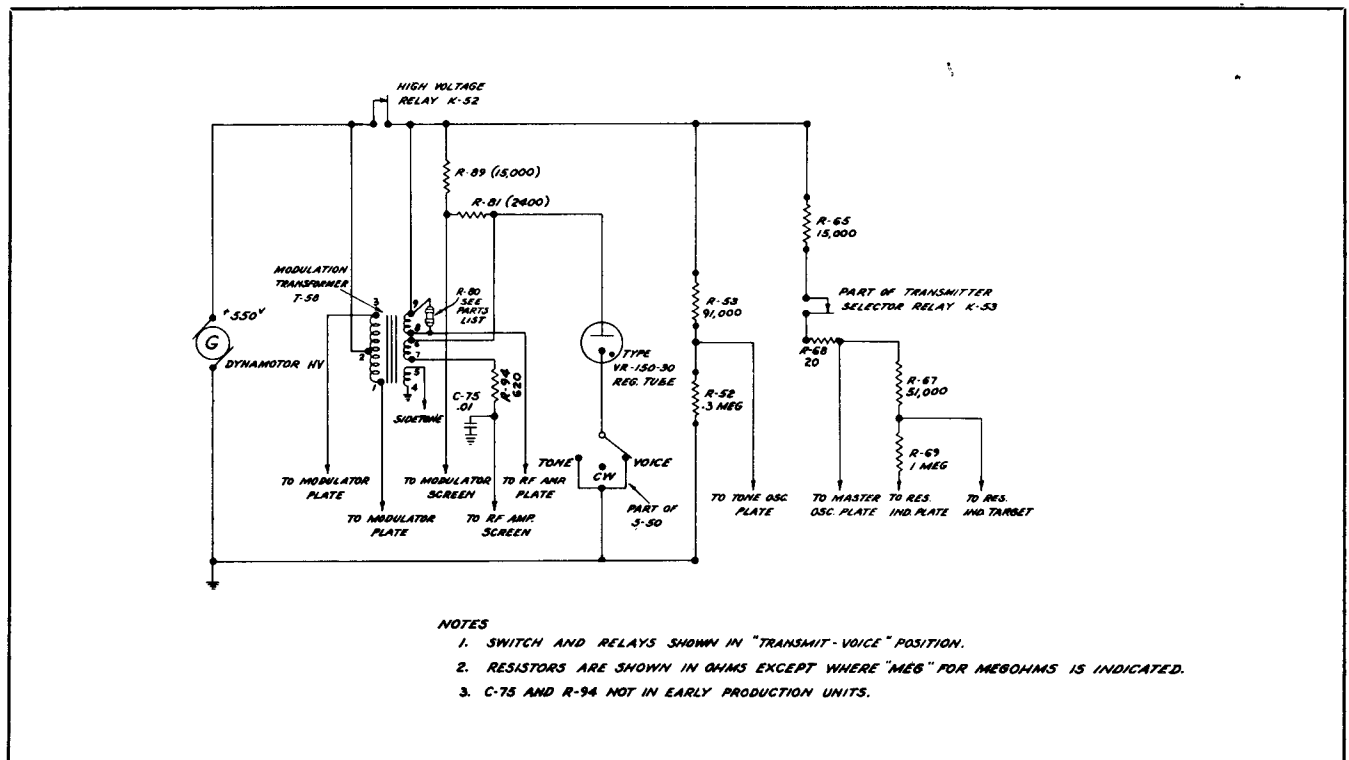 HIGH VOLTAGE
RELAY K-52
R-89 (15,000)
R-81 (2400)
R-65
15,000
MODULATION
TRANSFORMER
T-58
3
9
R-80
SEE
PARTS
LIST
PART OF TRANSMITTER
SELECTOR RELAY K-53
+550V
R-53
91,000
G
DYNAMOTOR HV
2
8
6
7
TYPE
VR-150-30
REG. TUBE
R-68
20
1
5
4
C-75
.01
R-94
620
R-52
.3 MEG
R-67
51,000
SIDETONE
R-69
1 MEG
TONE
CW
VOICE
TO MODULATOR
PLATE
TO MODULATOR
SCREEN
TO RF AMP.
PLATE
PART OF
S-50
TO TONE OSC.
PLATE
TO MASTER
OSC. PLATE
TO RES.
IND. PLATE
TO RES.
IND. TARGET
TO MODULATOR
PLATE
TO RF AMP.
SCREEN
NOTES
1. SWITCH AND RELAYS SHOWN IN "TRANSMIT-VOICE" POSITION.
2. RESISTORS ARE SHOWN IN OHMS EXCEPT WHERE "MEG" FOR MEGOHMS IS INDICATED.
3. C-75 AND R-94 NOT IN EARLY PRODUCTION UNITS.